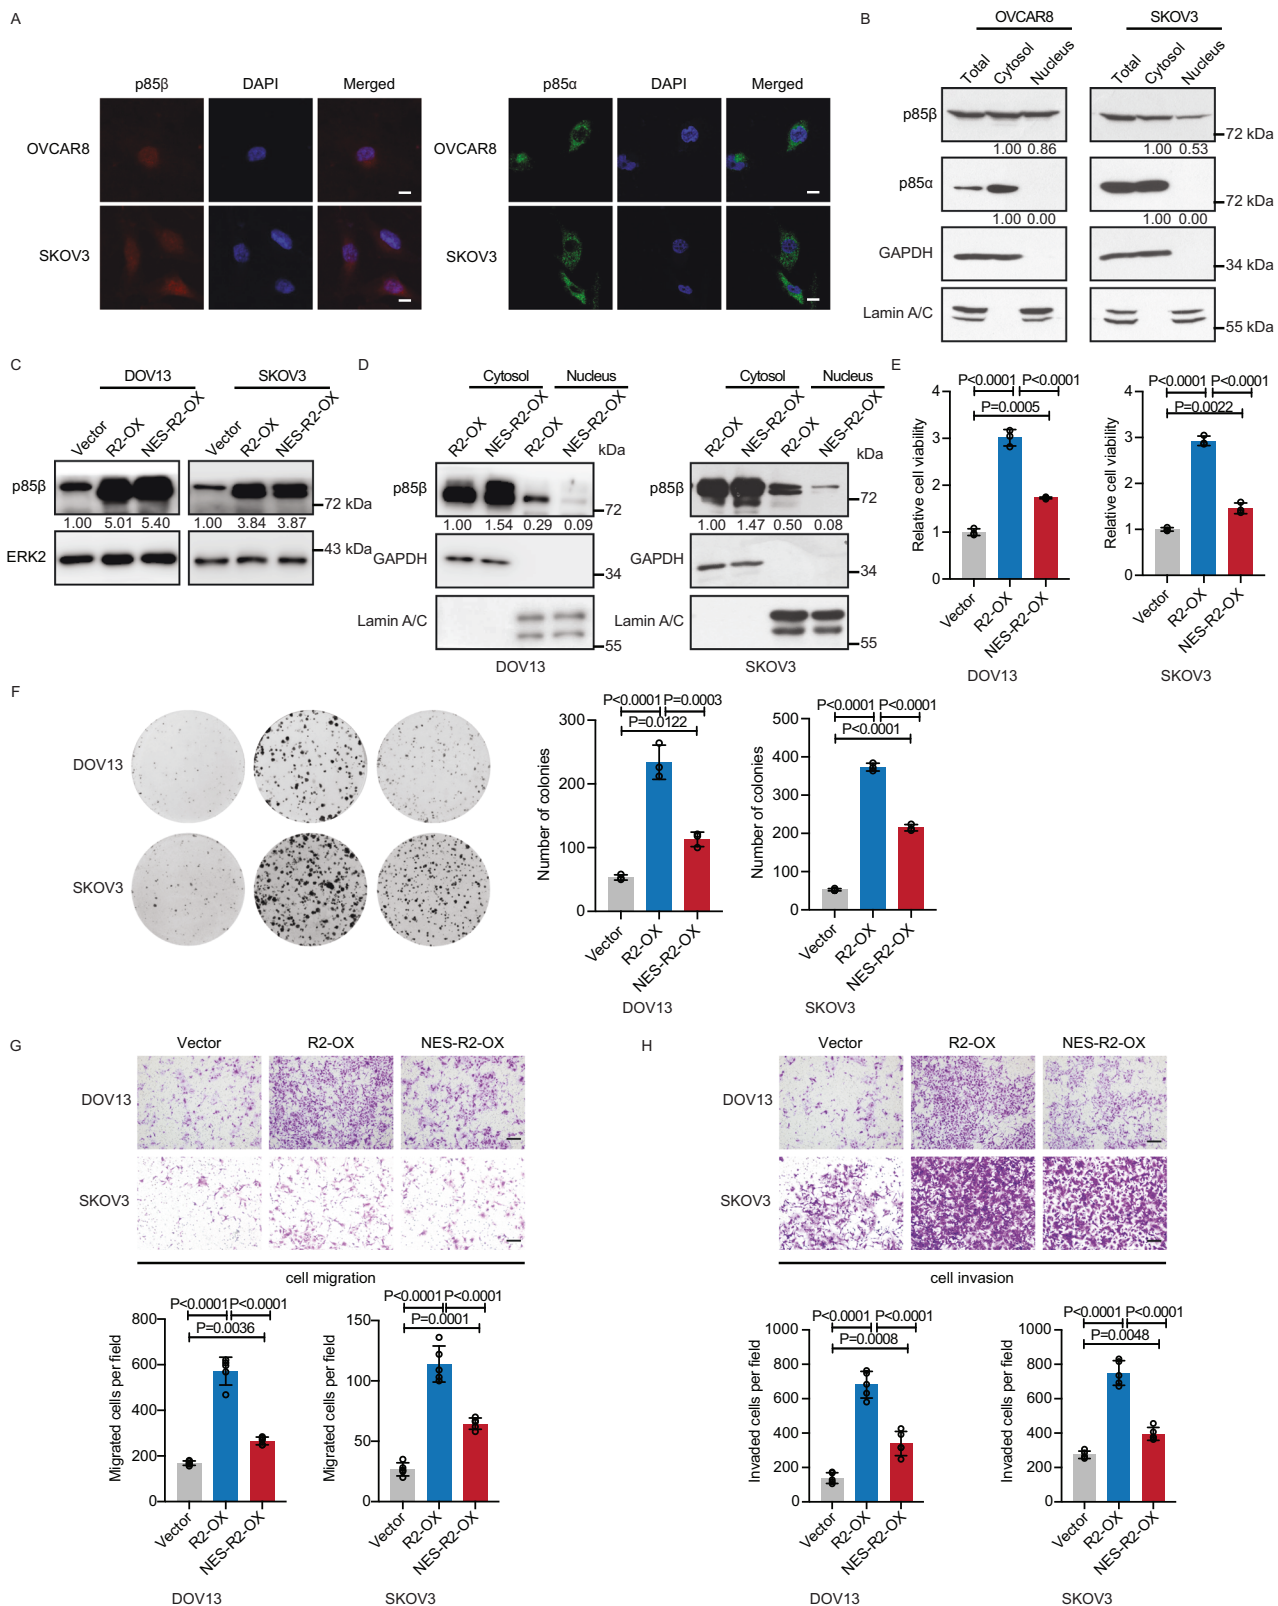 A
p85β DAPI Merged
OVCAR8
SKOV3
p85α DAPI Merged
OVCAR8
SKOV3
B
OVCAR8 SKOV3
Total Cytosol Nucleus Total Cytosol Nucleus
p85β
72 kDa
1.00 0.86 1.00 0.53
p85α
72 kDa
1.00 0.00 1.00 0.00
GAPDH
34 kDa
Lamin A/C
55 kDa
C
DOV13 SKOV3
Vector R2-OX NES-R2-OX Vector R2-OX NES-R2-OX
p85β
72 kDa
1.00 5.01 5.40 1.00 3.84 3.87
43 kDa
ERK2
D
Cytosol Nucleus
R2-OX NES-R2-OX R2-OX NES-R2-OX
kDa
p85β
72
1.00 1.54 0.29 0.09
GAPDH
34
Lamin A/C
55
DOV13
Cytosol Nucleus
R2-OX NES-R2-OX R2-OX NES-R2-OX
kDa
p85β
72
1.00 1.47 0.50 0.08
GAPDH
34
Lamin A/C
55
SKOV3
E
P<0.0001 P<0.0001
P=0.0005
Relative cell viability
4
3
2
1
0
Vector R2-OX NES-R2-OX
DOV13
P<0.0001 P<0.0001
P=0.0022
Relative cell viability
4
3
2
1
0
Vector R2-OX NES-R2-OX
SKOV3
F
DOV13
SKOV3
P<0.0001 P=0.0003
P=0.0122
Number of colonies
300
200
100
0
Vector R2-OX NES-R2-OX
DOV13
P<0.0001 P<0.0001
P<0.0001
Number of colonies
500
400
300
200
100
0
Vector R2-OX NES-R2-OX
SKOV3
G
Vector R2-OX NES-R2-OX
DOV13
SKOV3
cell migration
P<0.0001 P<0.0001
P=0.0036
Migrated cells per field
800
600
400
200
0
Vector R2-OX NES-R2-OX
DOV13
P<0.0001 P<0.0001
P=0.0001
Migrated cells per field
150
100
50
0
Vector R2-OX NES-R2-OX
SKOV3
H
Vector R2-OX NES-R2-OX
DOV13
SKOV3
cell invasion
P<0.0001 P<0.0001
P=0.0008
Invaded cells per field
1000
800
600
400
200
0
Vector R2-OX NES-R2-OX
DOV13
P<0.0001 P<0.0001
P=0.0048
Invaded cells per field
1000
800
600
400
200
0
Vector R2-OX NES-R2-OX
SKOV3